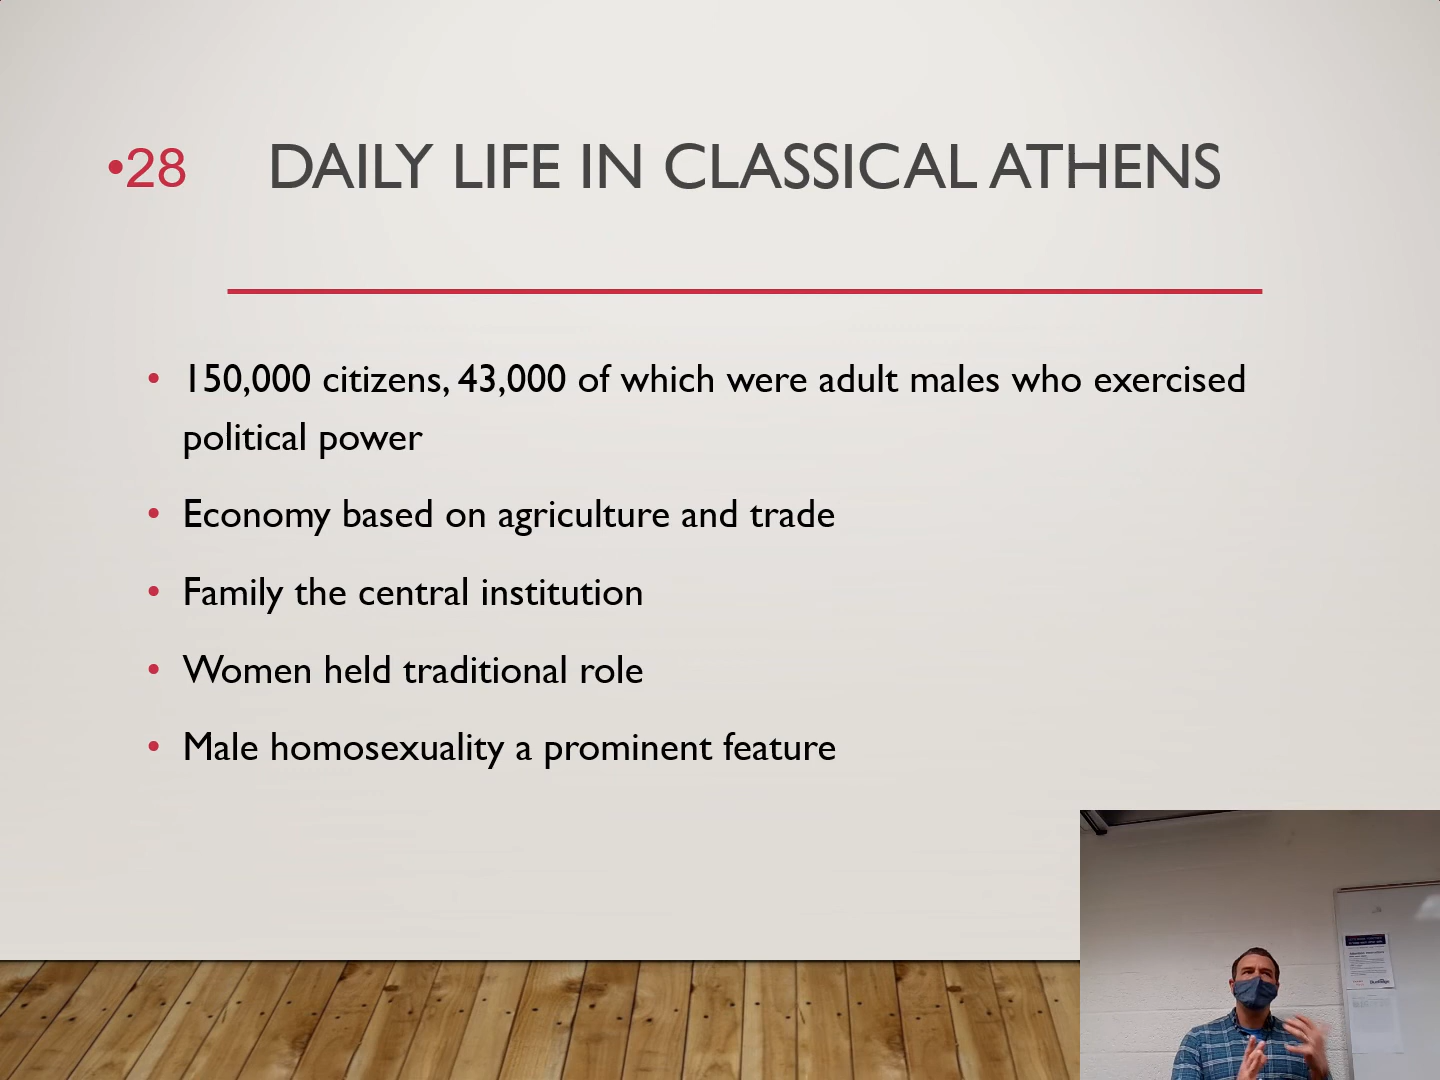 •28 DAILY LIFE IN CLASSICAL ATHENS
• 150,000 citizens, 43,000 of which were adult males who exercised
political power
• Economy based on agriculture and trade
• Family the central institution
• Women held traditional role
• Male homosexuality a prominent feature